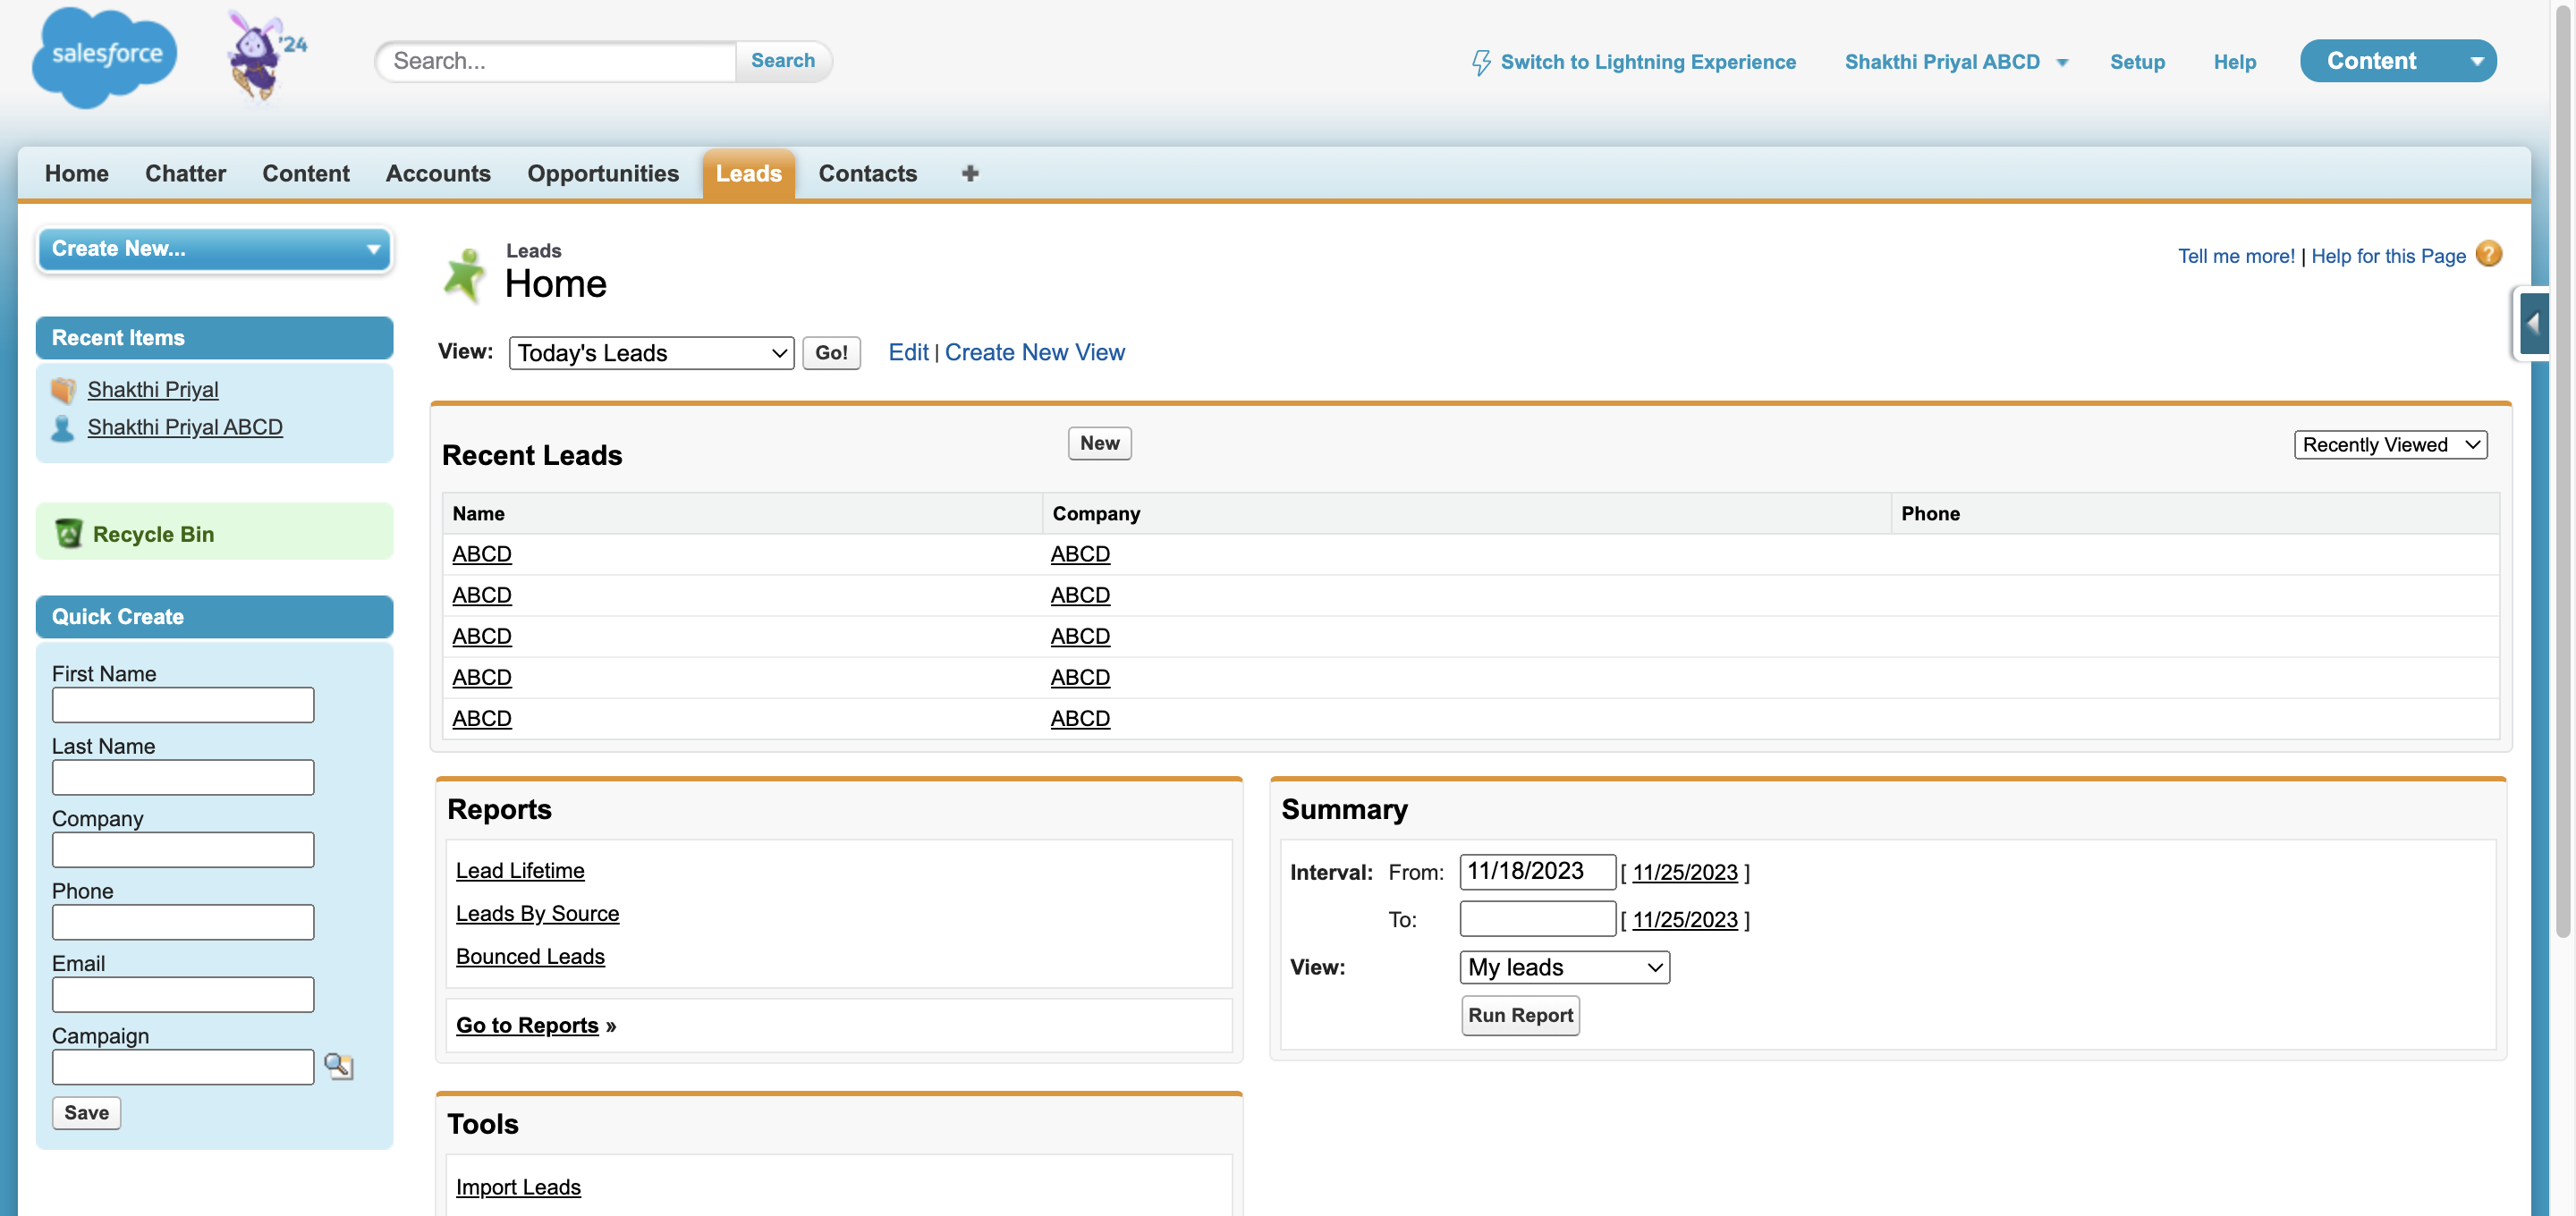 salesforce
'24
Search...
Search
Switch to Lightning Experience
Shakthi Priyal ABCD
Setup
Help
Content
Home
Chatter
Content
Accounts
Opportunities
Leads
Contacts
Create New...
Recent Items
Shakthi Priyal
Shakthi Priyal ABCD
Recycle Bin
Quick Create
First Name
Last Name
Company
Phone
Email
Campaign
Save
Leads
Home
Tell me more! | Help for this Page ?
View: Today's Leads Go! Edit | Create New View
Recent Leads New Recently Viewed
Name Company Phone
ABCD ABCD
ABCD ABCD
ABCD ABCD
ABCD ABCD
ABCD ABCD
Reports
Lead Lifetime
Leads By Source
Bounced Leads
Go to Reports »
Summary
Interval: From: 11/18/2023 [ 11/25/2023 ]
To: [ 11/25/2023 ]
View: My leads
Run Report
Tools
Import Leads